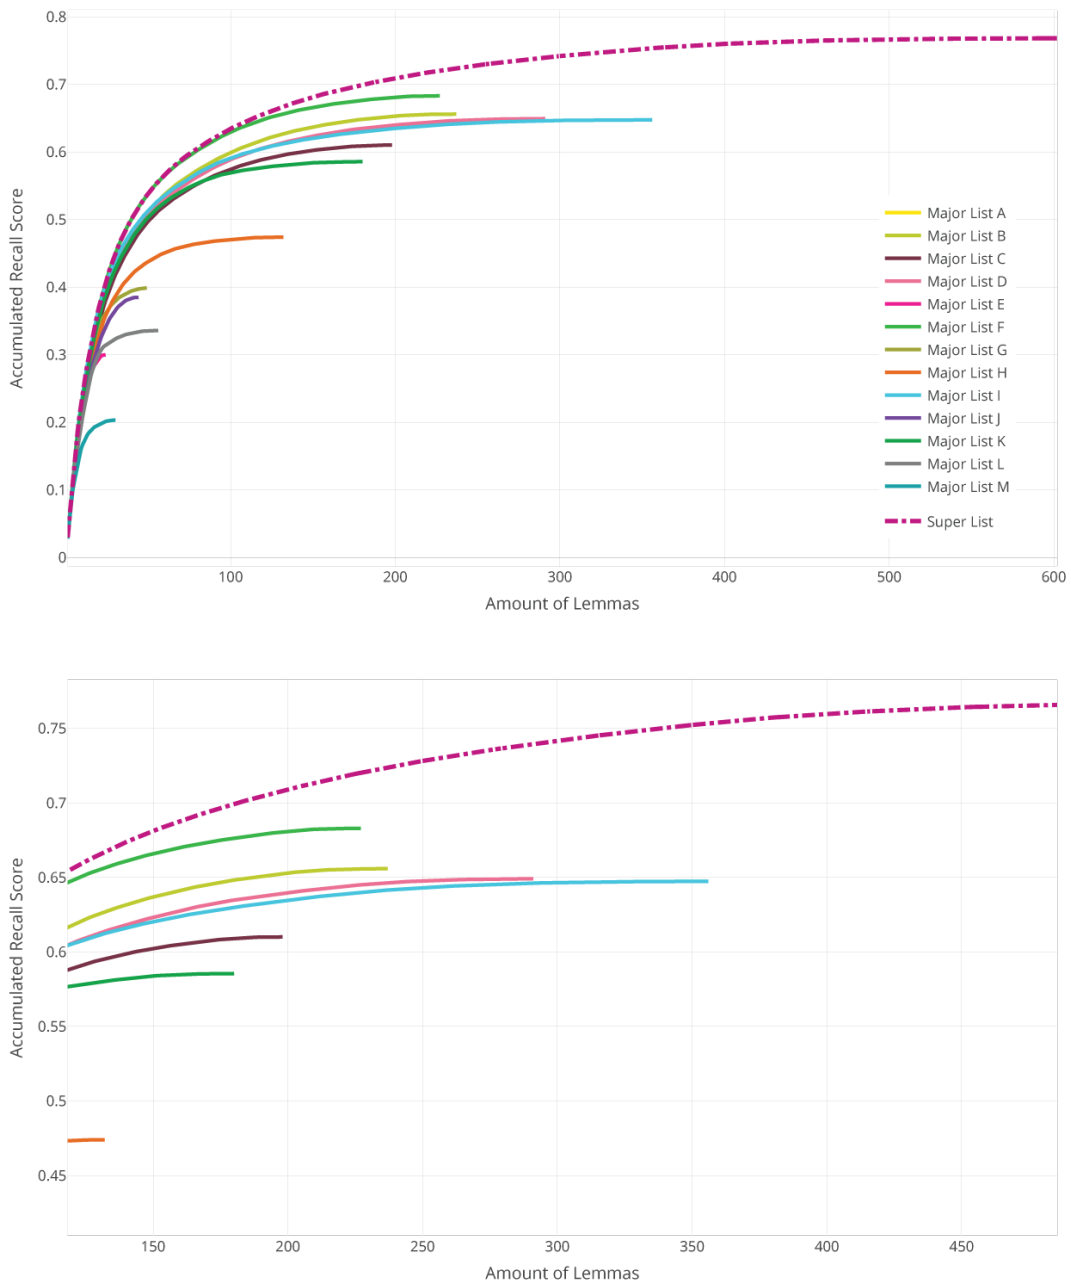 0.8
0.7
0.6
0.5
0.4
0.3
0.2
0.1
0
Accumulated Recall Score
Major List A
Major List B
Major List C
Major List D
Major List E
Major List F
Major List G
Major List H
Major List I
Major List J
Major List K
Major List L
Major List M
Super List
100 200 300 400 500 600
Amount of Lemmas
0.75
0.7
0.65
0.6
0.55
0.5
0.45
Accumulated Recall Score
150 200 250 300 350 400 450
Amount of Lemmas